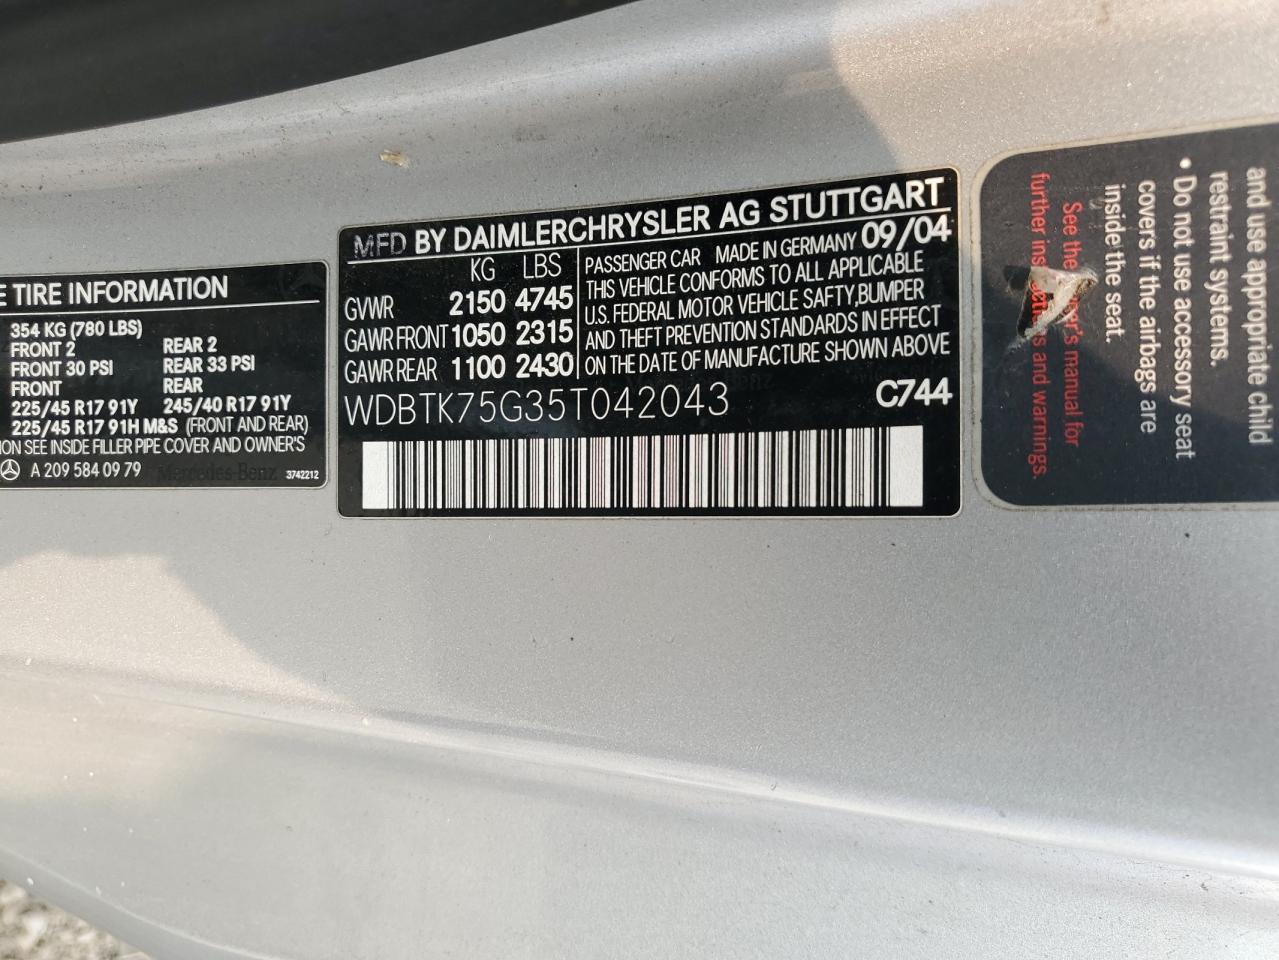 E TIRE INFORMATION
354 KG (780 LBS)
FRONT 2 REAR 2
FRONT 30 PSI REAR 33 PSI
FRONT REAR
225/45 R17 91Y 245/40 R17 91Y
225/45 R17 91H M&S (FRONT AND REAR)
ION SEE INSIDE FILLER PIPE COVER AND OWNER'S
A 209 584 09 79 Mercedes-Benz 3742212
MFD BY DAIMLERCHRYSLER AG STUTTGART
KG LBS
GVWR 2150 4745
GAWR FRONT 1050 2315
GAWR REAR 1100 2430
PASSENGER CAR MADE IN GERMANY 09/04
THIS VEHICLE CONFORMS TO ALL APPLICABLE
U.S. FEDERAL MOTOR VEHICLE SAFTY,BUMPER
AND THEFT PREVENTION STANDARDS IN EFFECT
ON THE DATE OF MANUFACTURE SHOWN ABOVE
WDBTK75G35T042043 C744
and use appropriate child
restraint systems.
• Do not use accessory seat
covers if the airbags are
inside the seat.
See the manual for
further and warnings.